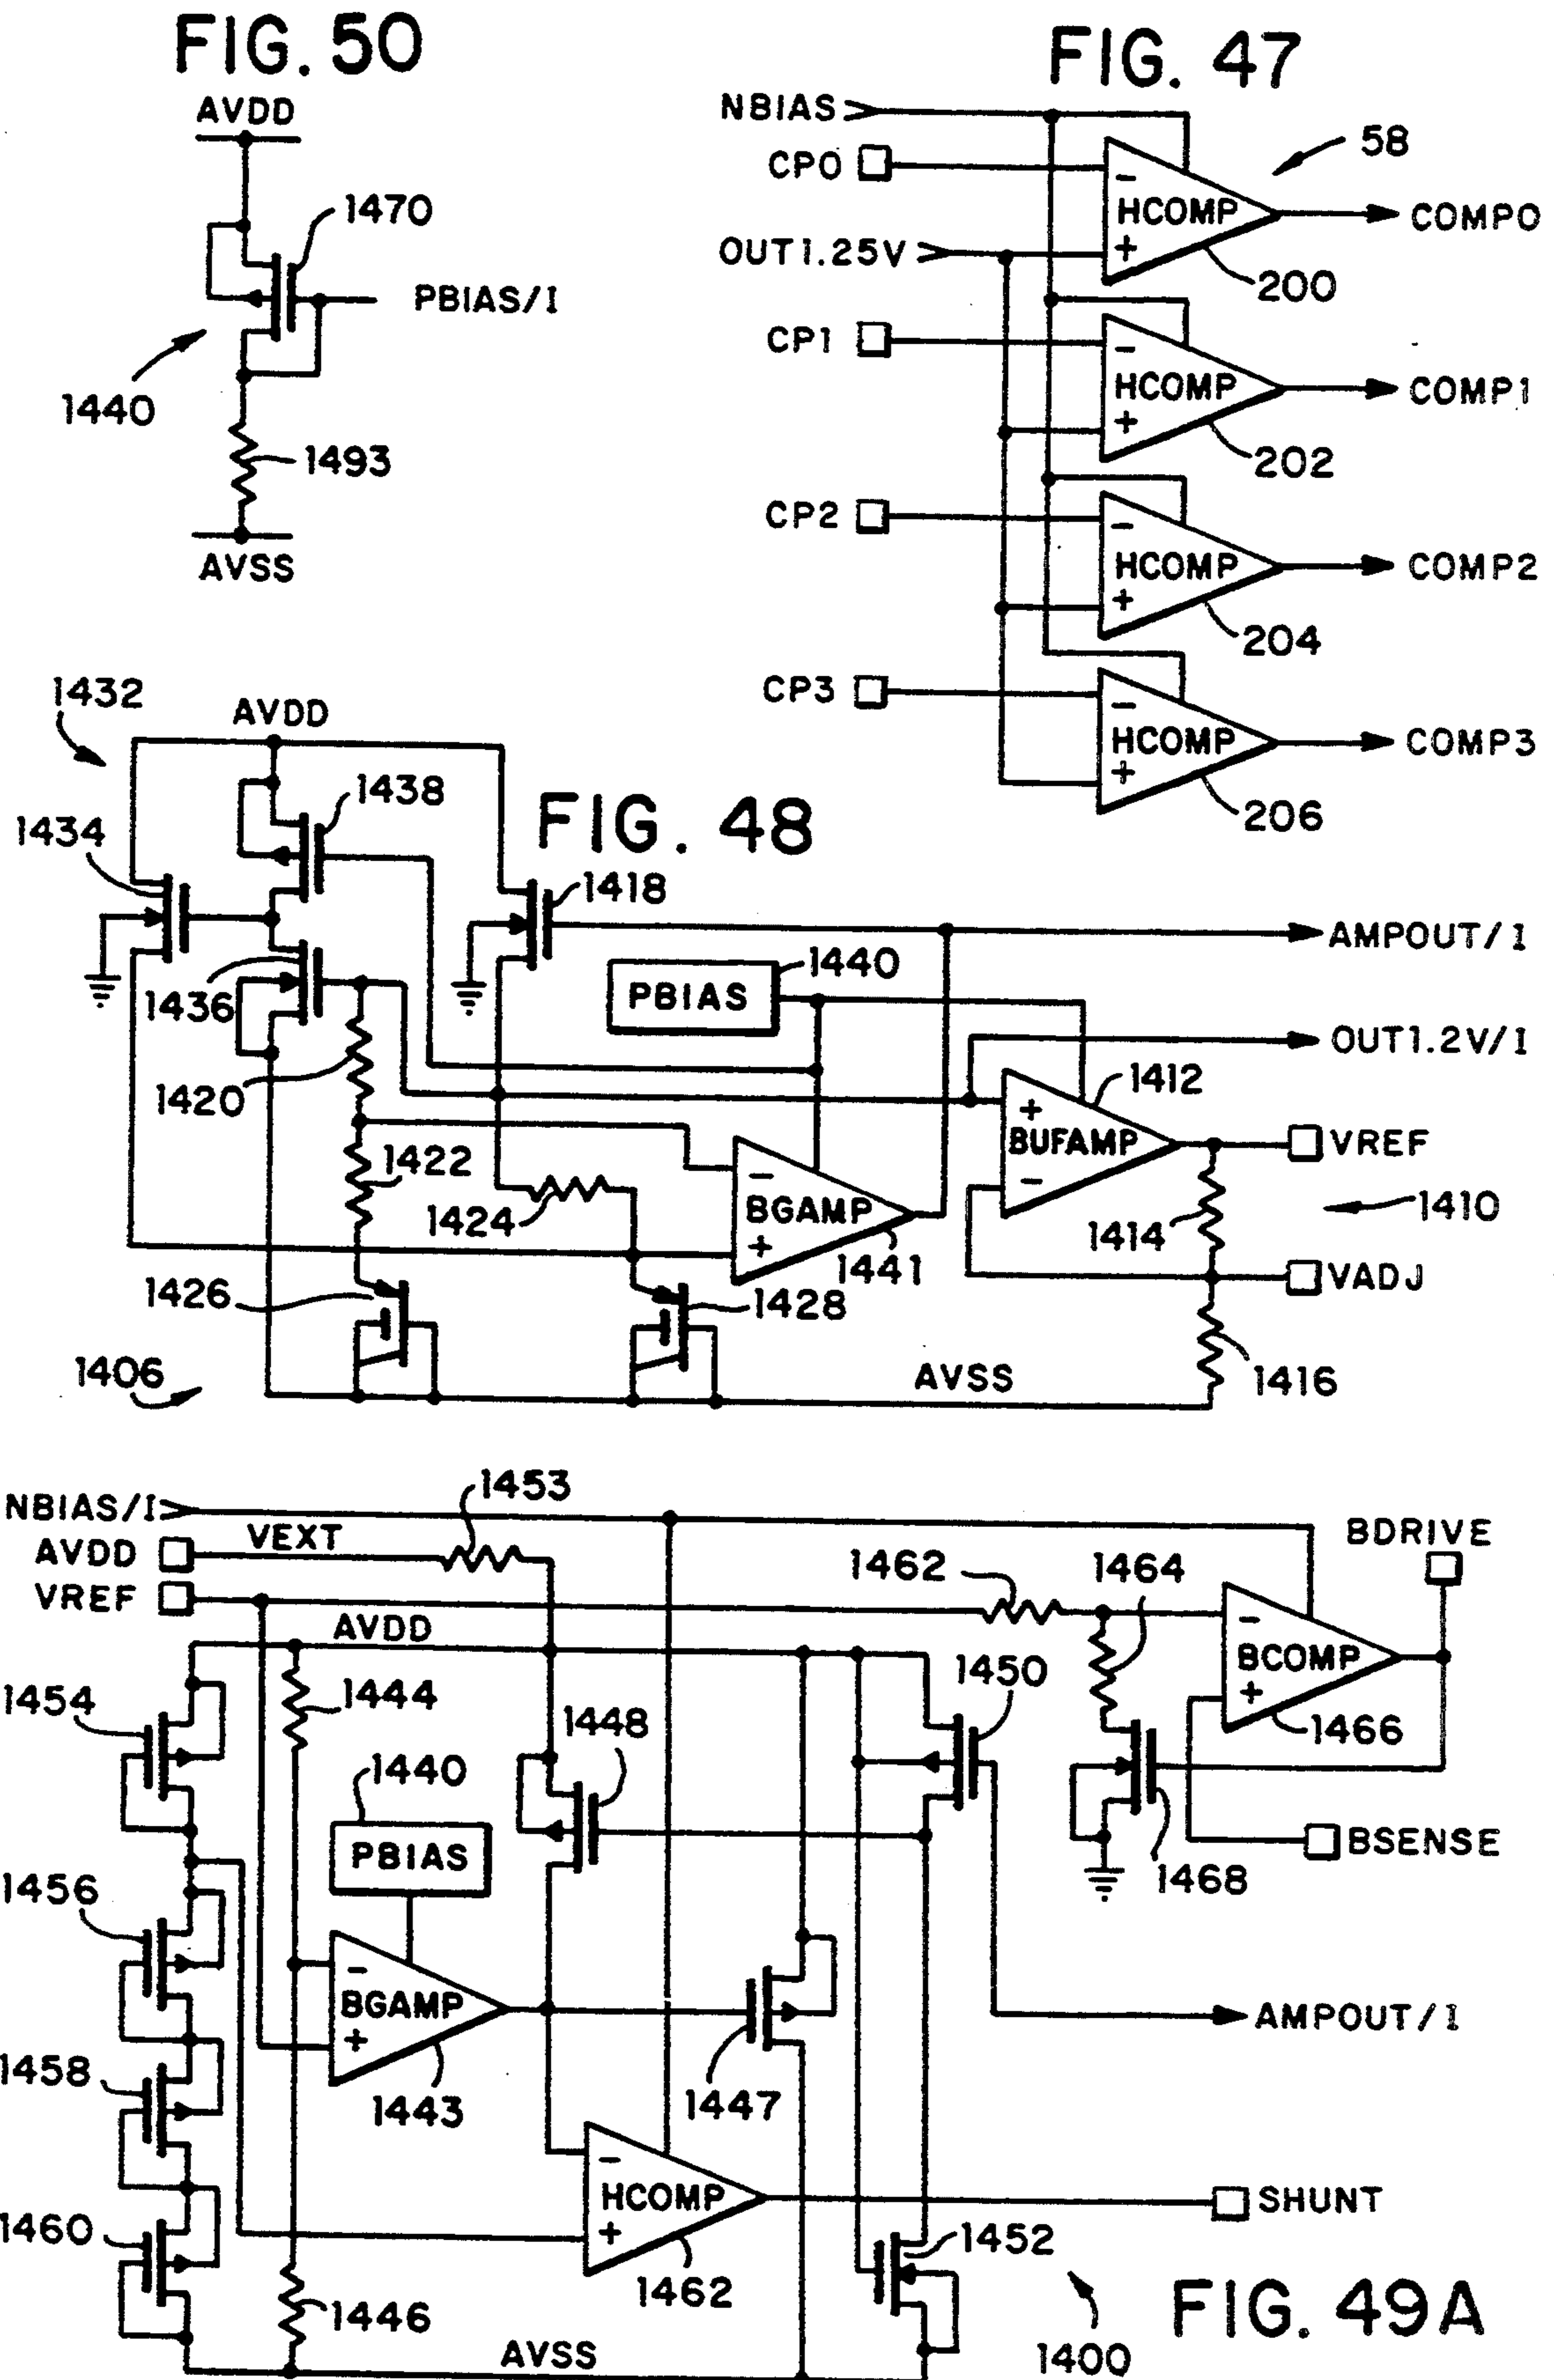 FIG. 50
AVDD
1470
PBIAS/I
1440
1493
AVSS
FIG. 47
NBIAS
58
CP0
HCOMP
COMP0
OUT1.25V
200
CP1
HCOMP
COMP1
202
CP2
HCOMP
COMP2
204
CP3
HCOMP
COMP3
206
1432
AVDD
1438
FIG. 48
1434
1418
AMPOUT/I
1440
PBIAS
1436
OUT1.2V/I
1420
1412
BUFAMP
VREF
1422
1424
BGAMP
1410
1414
1441
VADJ
1426
1428
1406
AVSS
1416
NBIAS/I
1453
AVDD
VEXT
BDRIVE
VREF
1462
1464
AVDD
BCOMP
1450
1454
1444
1448
1466
1440
PBIAS
BSENSE
1468
1456
BGAMP
AMPOUT/I
1458
1443
1447
HCOMP
SHUNT
1460
1452
1462
1446
FIG. 49A
AVSS
1400
- + - + - + - +
- + + -
- + - + - +